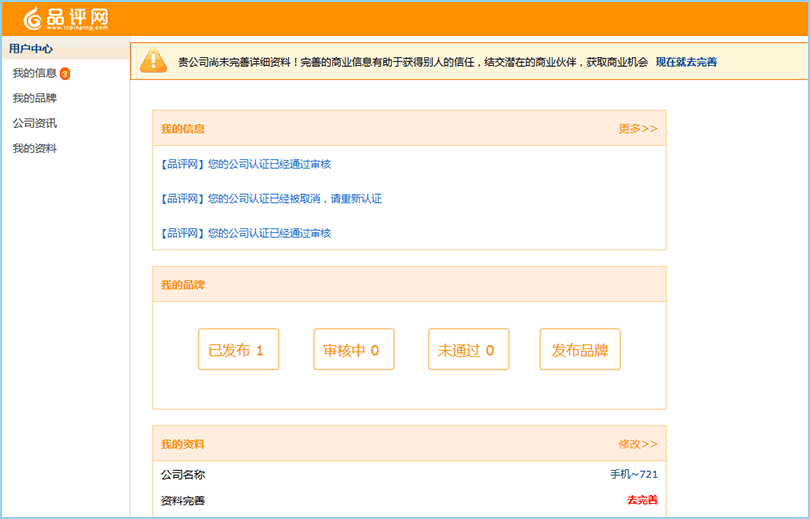 品评网
www.11pinping.com
用户中心
我的信息 3
我的品牌
公司资讯
我的资料
贵公司尚未完善详细资料！完善的商业信息有助于获得别人的信任，结交潜在的商业伙伴，获取商业机会 现在就去完善
我的信息 更多>>
【品评网】您的公司认证已经通过审核
【品评网】您的公司认证已经被取消，请重新认证
【品评网】您的公司认证已经通过审核
我的品牌
已发布 1 审核中 0 未通过 0 发布品牌
我的资料 修改>>
公司名称 手机~721
资料完善 去完善